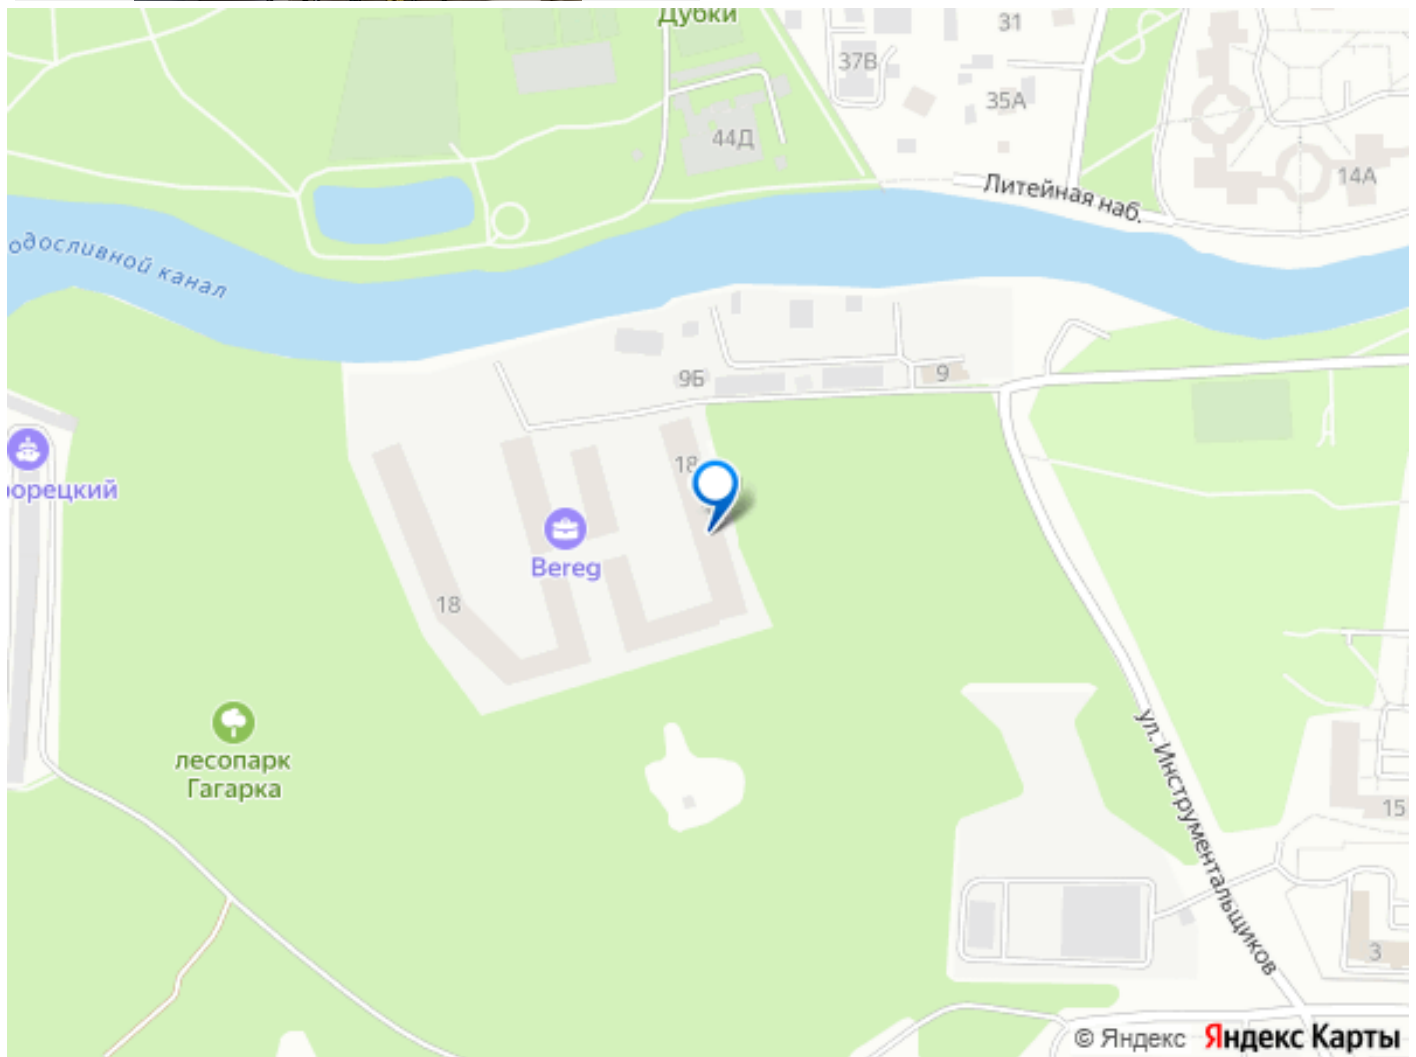 Дубки
31
37В
35А
44Д
14А
Литейная наб.
одосливной канал
9Б
9
18
орецкий
Bereg
18
лесопарк
Гагарка
ул. Инструментальщиков
15
3
© Яндекс Яндекс Карты